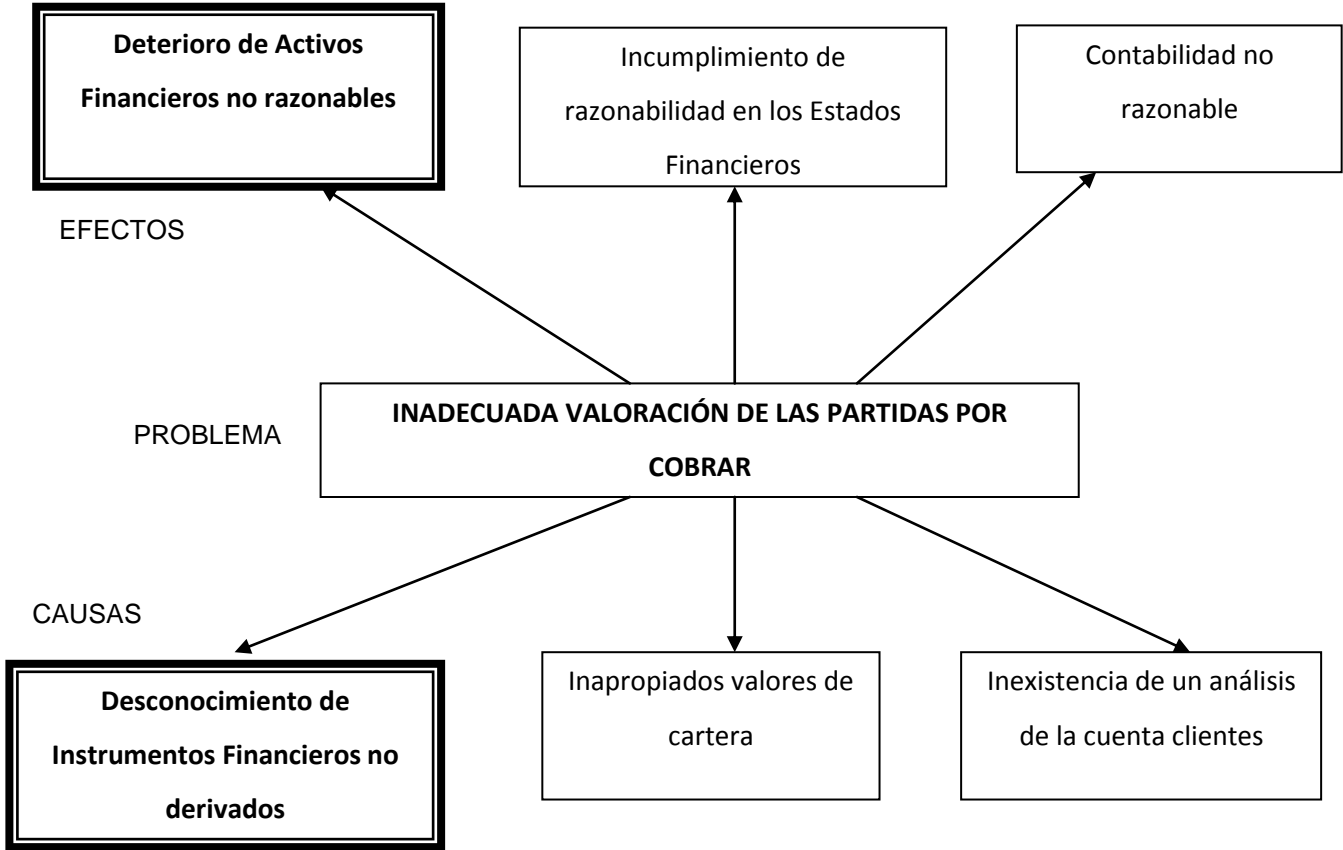 Deterioro de Activos
Financieros no razonables
Incumplimiento de
razonabilidad en los Estados
Financieros
Contabilidad no
razonable
EFECTOS
PROBLEMA
INADECUADA VALORACIÓN DE LAS PARTIDAS POR
COBRAR
CAUSAS
Desconocimiento de
Instrumentos Financieros no
derivados
Inapropiados valores de
cartera
Inexistencia de un análisis
de la cuenta clientes